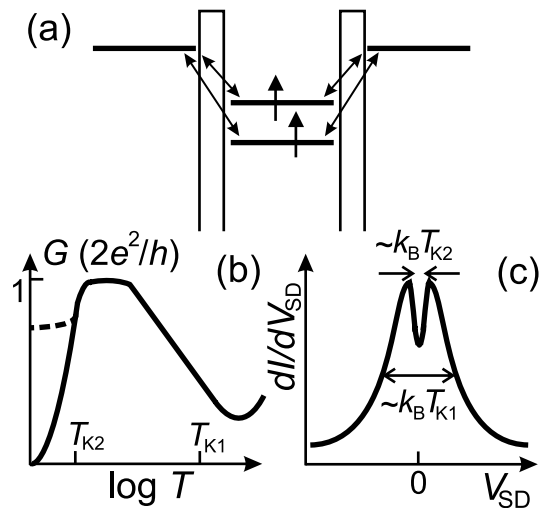 (a)
G (2e²/h)
(b)
1
T_K2
T_K1
log T
~k_BT_K2
(c)
dI/dV_SD
~k_BT_K1
0
V_SD